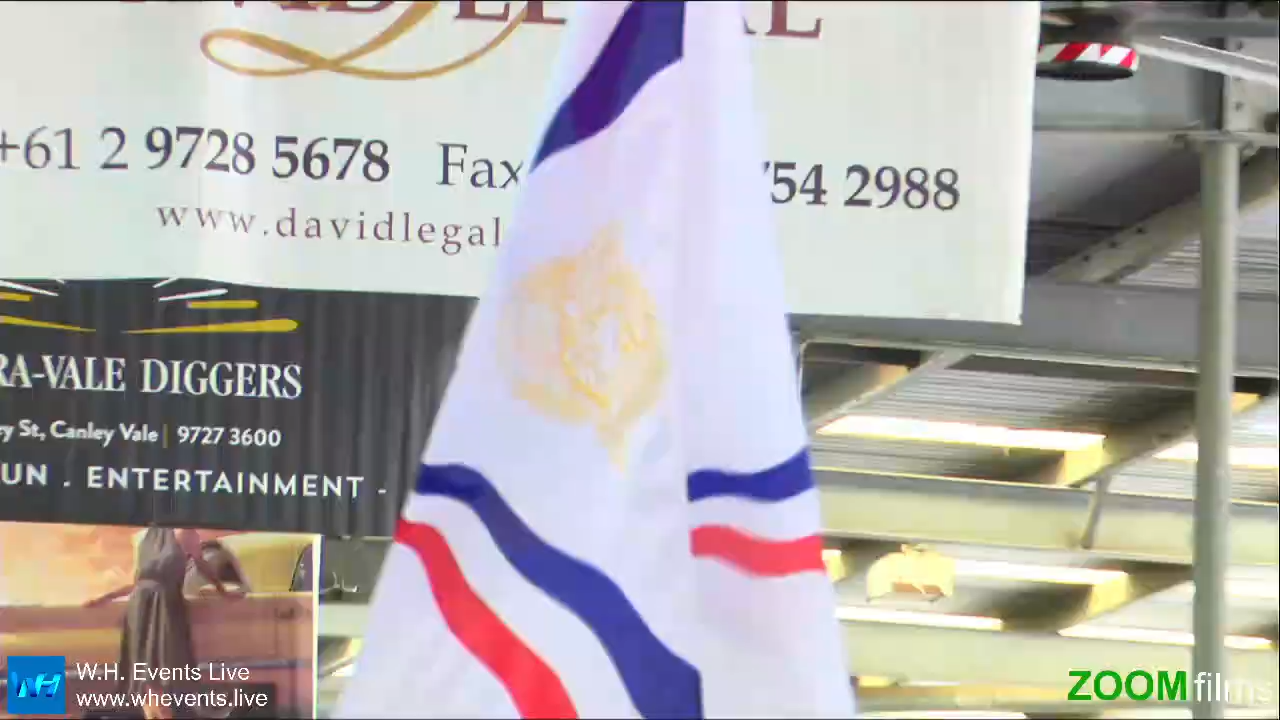 +61 2 9728 5678 Fax 754 2988
www.davidlegal
RA-VALE DIGGERS
ry St, Canley Vale | 9727 3600
UN . ENTERTAINMENT -
W.H. Events Live
www.whevents.live
ZOOMfilms